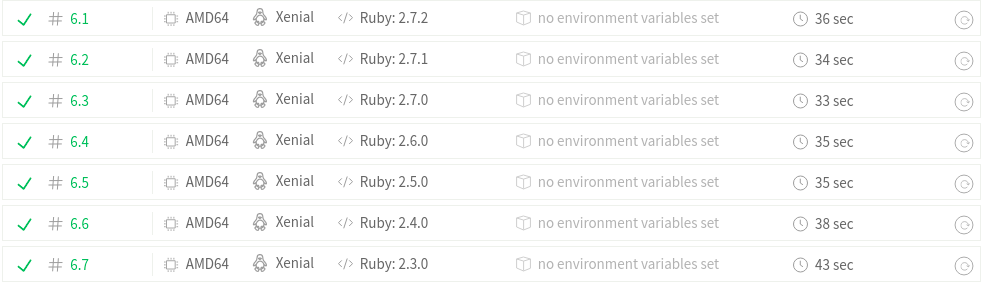 # 6.1 AMD64 Xenial </> Ruby: 2.7.2 no environment variables set 36 sec
# 6.2 AMD64 Xenial </> Ruby: 2.7.1 no environment variables set 34 sec
# 6.3 AMD64 Xenial </> Ruby: 2.7.0 no environment variables set 33 sec
# 6.4 AMD64 Xenial </> Ruby: 2.6.0 no environment variables set 35 sec
# 6.5 AMD64 Xenial </> Ruby: 2.5.0 no environment variables set 35 sec
# 6.6 AMD64 Xenial </> Ruby: 2.4.0 no environment variables set 38 sec
# 6.7 AMD64 Xenial </> Ruby: 2.3.0 no environment variables set 43 sec